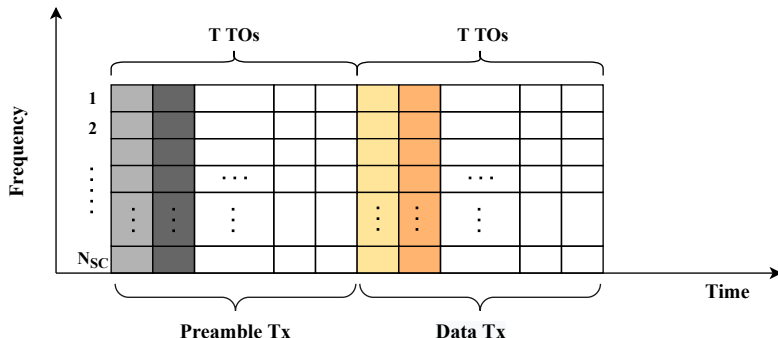 T TOs
T TOs
1
2
N_SC
Frequency
Time
Preamble Tx
Data Tx